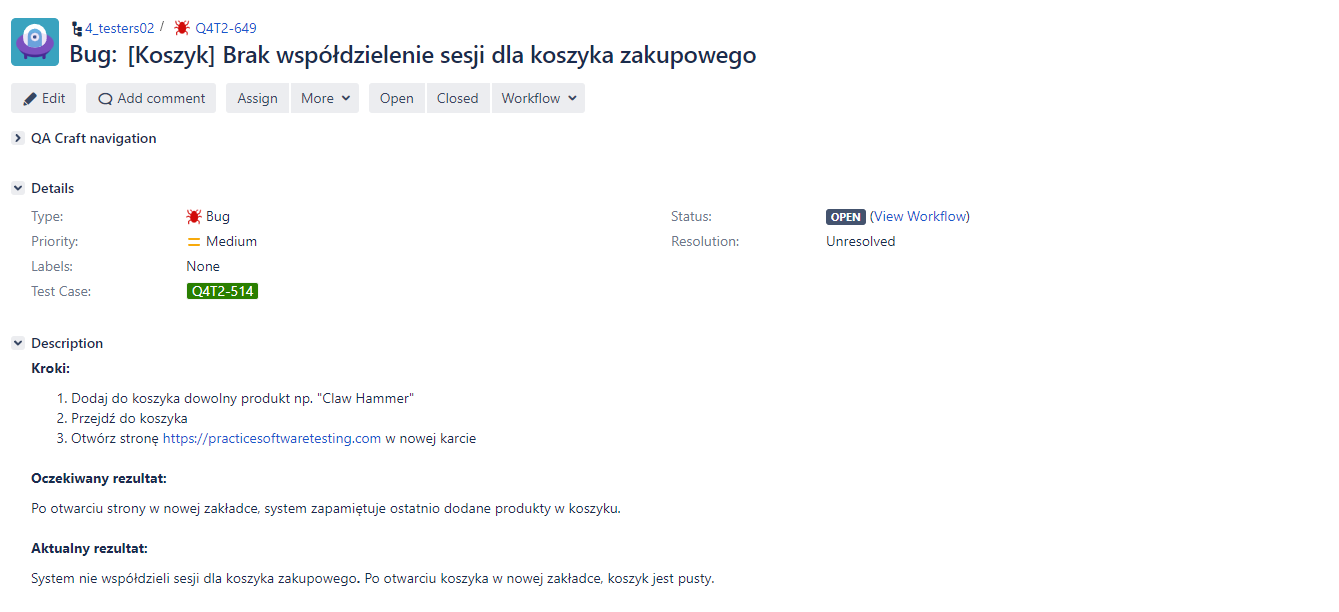 4_testers02 / Q4T2-649
Bug: [Koszyk] Brak współdzielenie sesji dla koszyka zakupowego
Edit Add comment Assign More Open Closed Workflow
QA Craft navigation
Details
Type: Bug Status: OPEN (View Workflow)
Priority: Medium Resolution: Unresolved
Labels: None
Test Case: Q4T2-514
Description
Kroki:
1. Dodaj do koszyka dowolny produkt np. "Claw Hammer"
2. Przejdź do koszyka
3. Otwórz stronę https://practicesoftwaretesting.com w nowej karcie
Oczekiwany rezultat:
Po otwarciu strony w nowej zakładce, system zapamiętuje ostatnio dodane produkty w koszyku.
Aktualny rezultat:
System nie współdzieli sesji dla koszyka zakupowego. Po otwarciu koszyka w nowej zakładce, koszyk jest pusty.